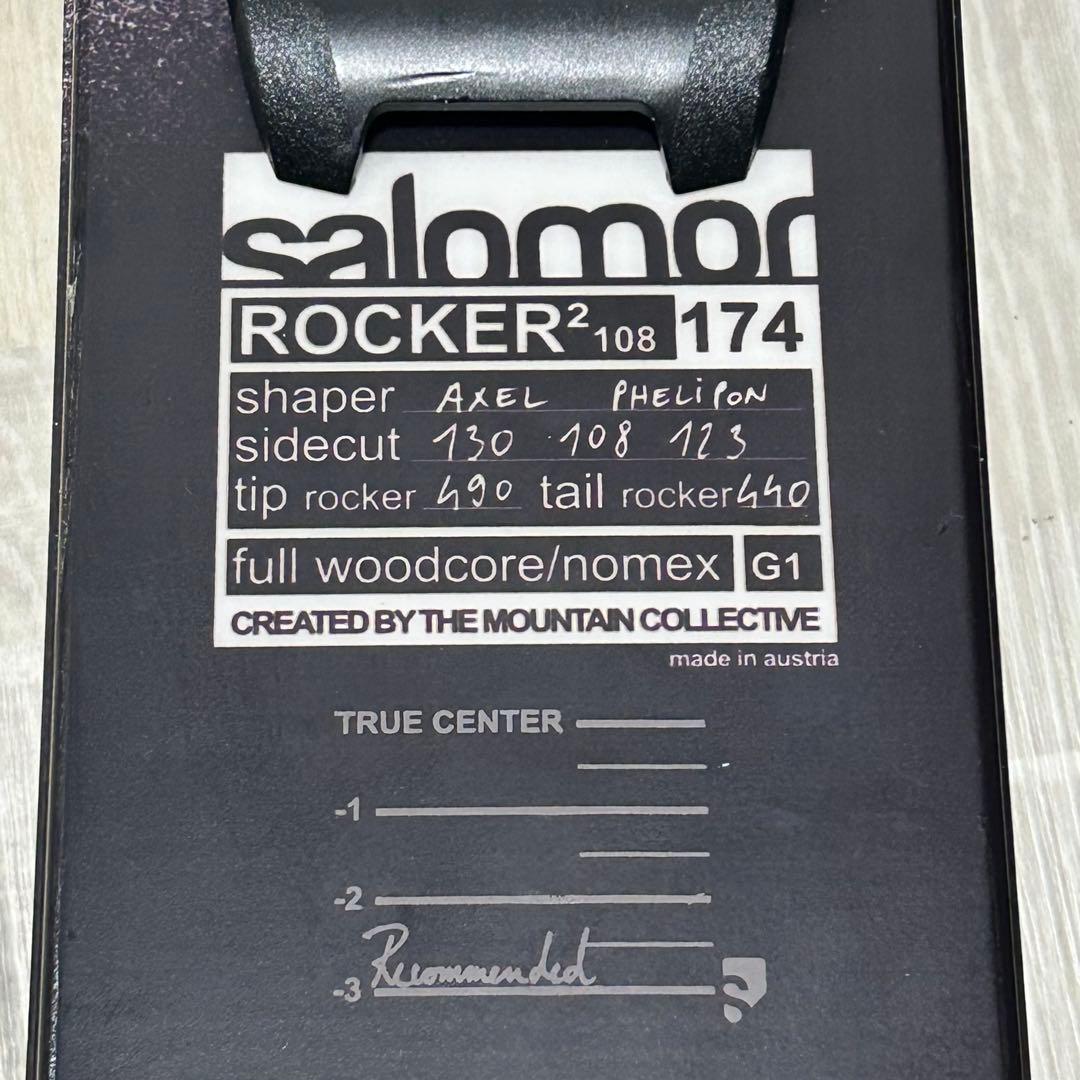 salomon
ROCKER² 108 174
shaper AXEL PHELiPON
sidecut 130 108 123
tip rocker 490 tail rocker 440
full woodcore/nomex G1
CREATED BY THE MOUNTAIN COLLECTIVE
made in austria
TRUE CENTER
-1
-2
Recommended
-3